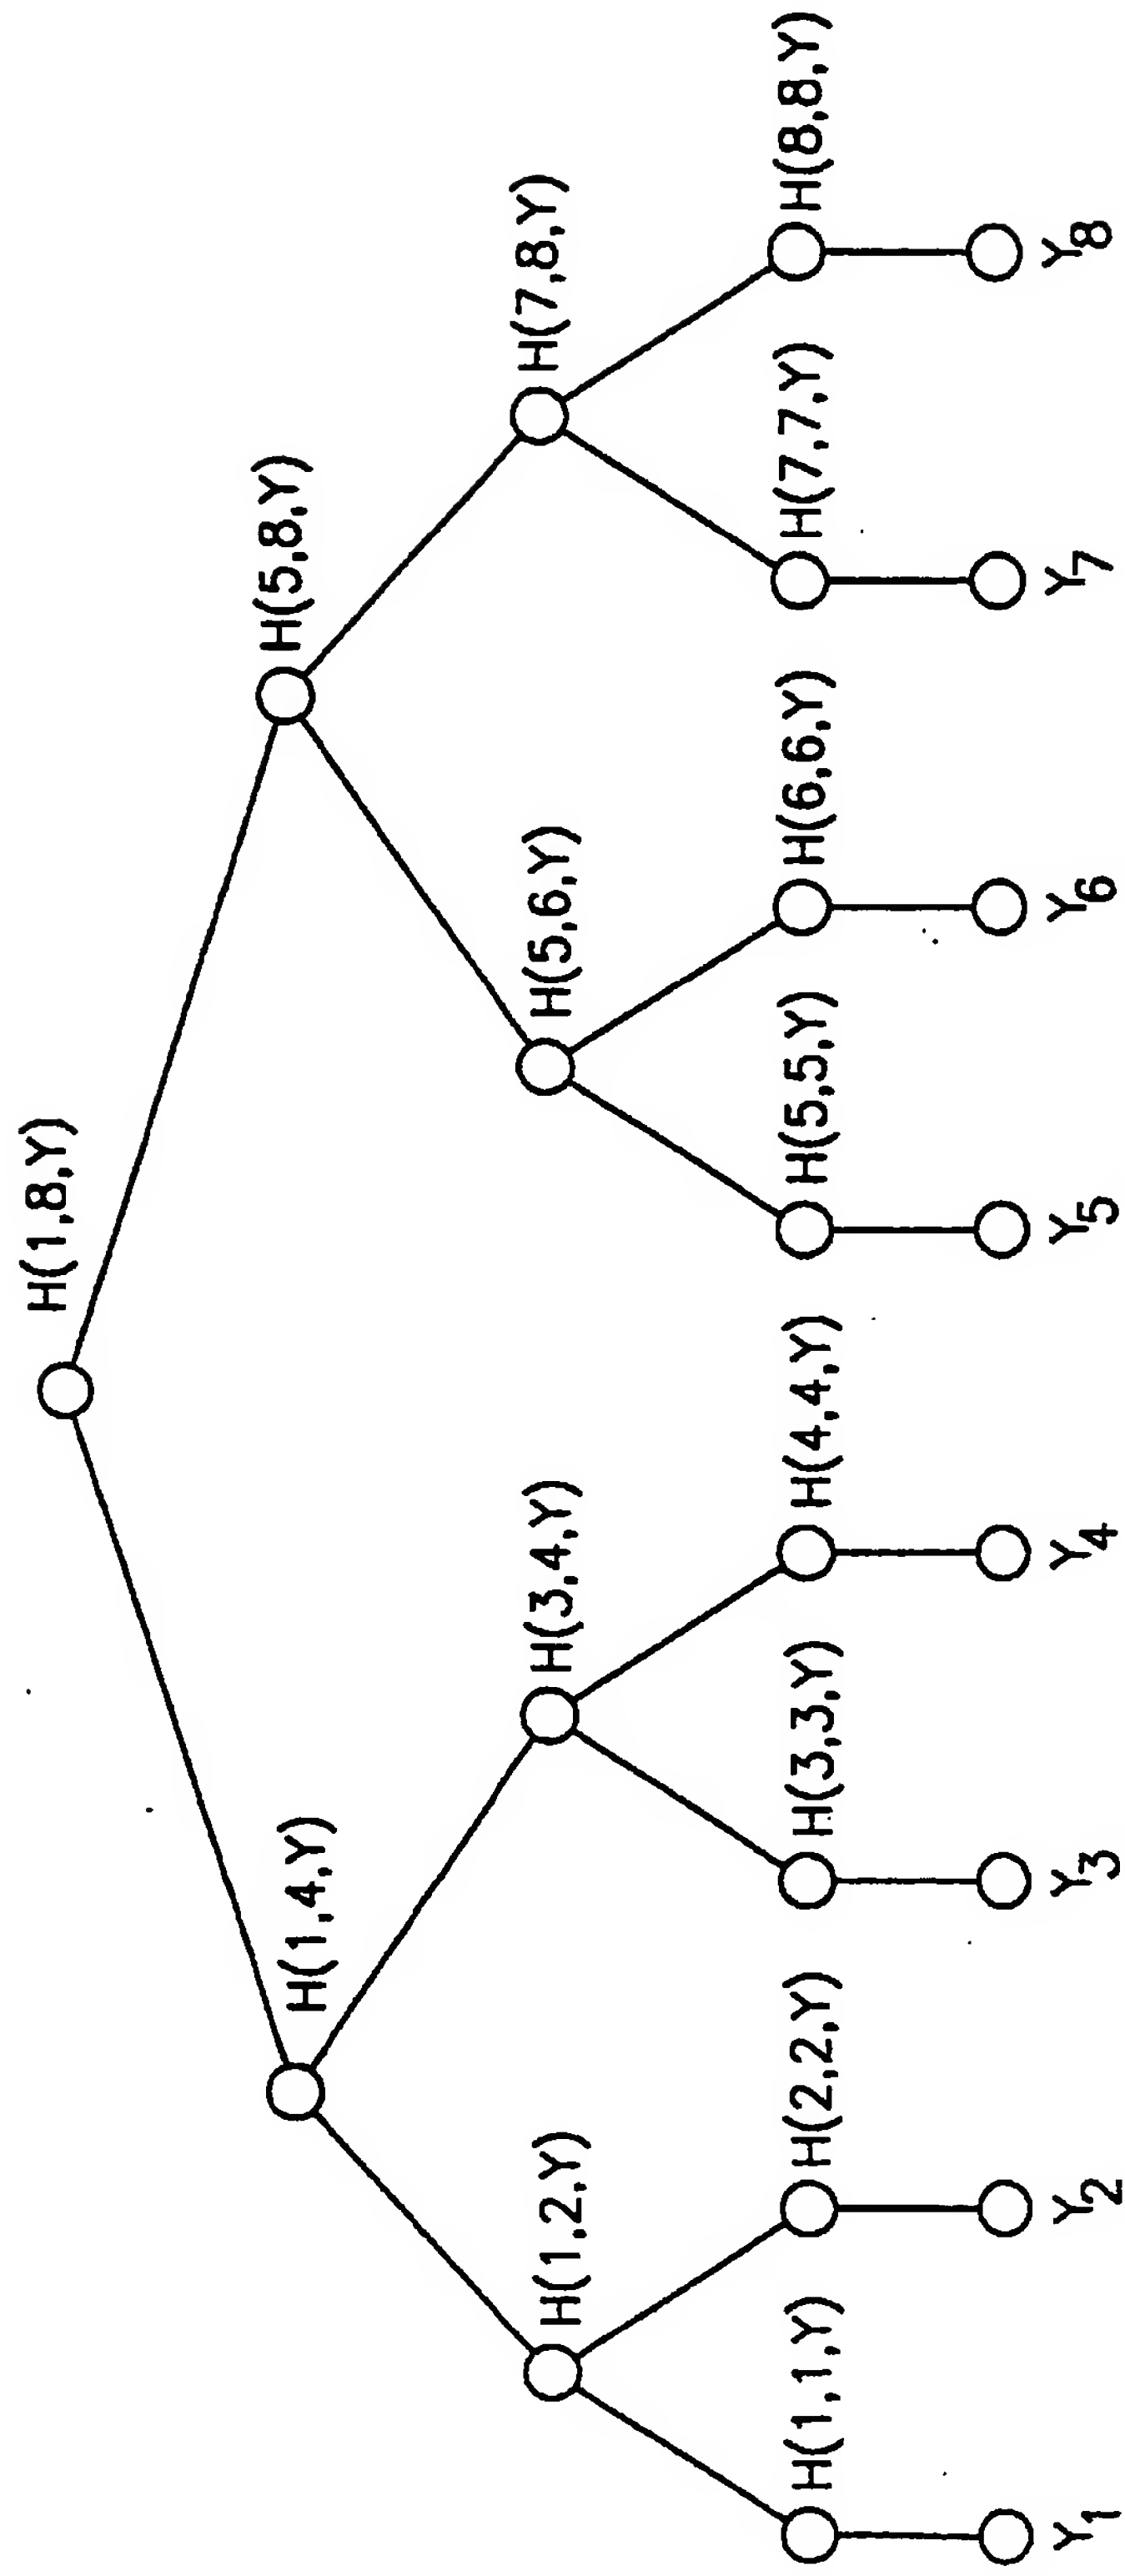 H(1,8,Y)
H(1,4,Y)
H(5,8,Y)
H(1,2,Y)
H(3,4,Y)
H(5,6,Y)
H(7,8,Y)
H(1,1,Y)
H(2,2,Y)
H(3,3,Y)
H(4,4,Y)
H(5,5,Y)
H(6,6,Y)
H(7,7,Y)
H(8,8,Y)
Y1
Y2
Y3
Y4
Y5
Y6
Y7
Y8